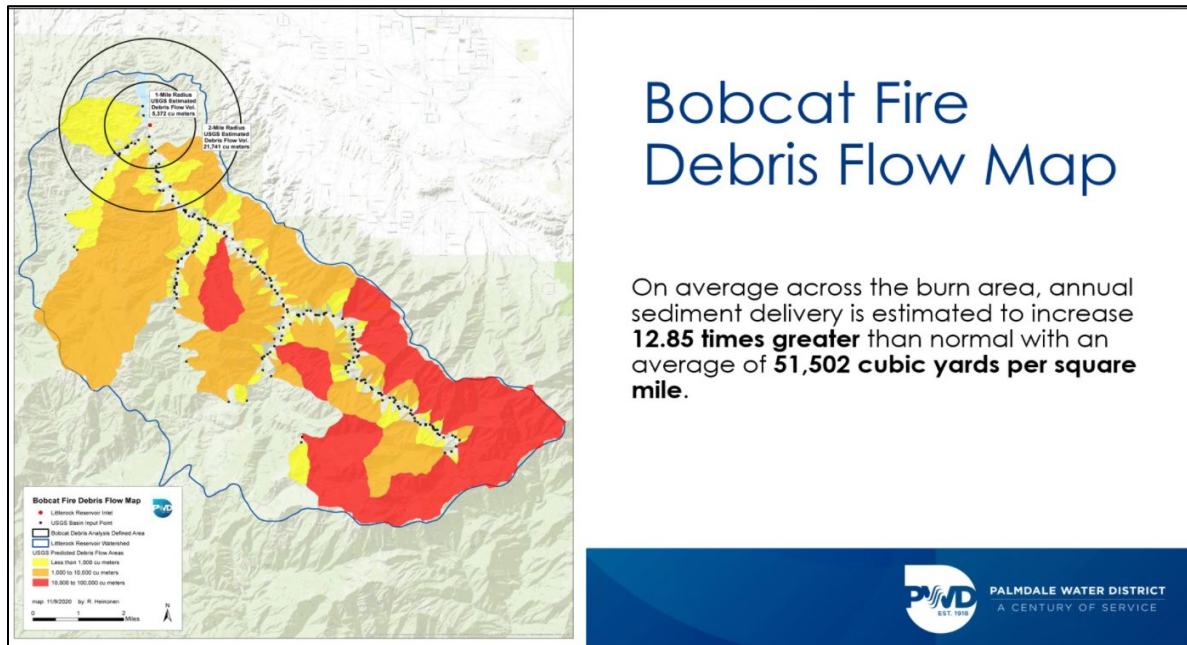 1-Mile Radius
USGS Estimated
Debris Flow Vol.
5,372 cu meters
2-Mile Radius
USGS Estimated
Debris Flow Vol.
21,741 cu meters
Bobcat Fire Debris Flow Map
PWD
Littlerock Reservoir Inlet
USGS Basin Input Point
Bobcat Debris Analysis Defined Area
Littlerock Reservoir Watershed
USGS Predicted Debris Flow Areas
Less than 1,000 cu meters
1,000 to 10,000 cu meters
10,000 to 100,000 cu meters
map: 11/9/2020 by: R. Heinonen
N
0 1 2
Miles
Bobcat Fire
Debris Flow Map
On average across the burn area, annual
sediment delivery is estimated to increase
12.85 times greater than normal with an
average of 51,502 cubic yards per square
mile.
PWD
EST. 1918
PALMDALE WATER DISTRICT
A CENTURY OF SERVICE